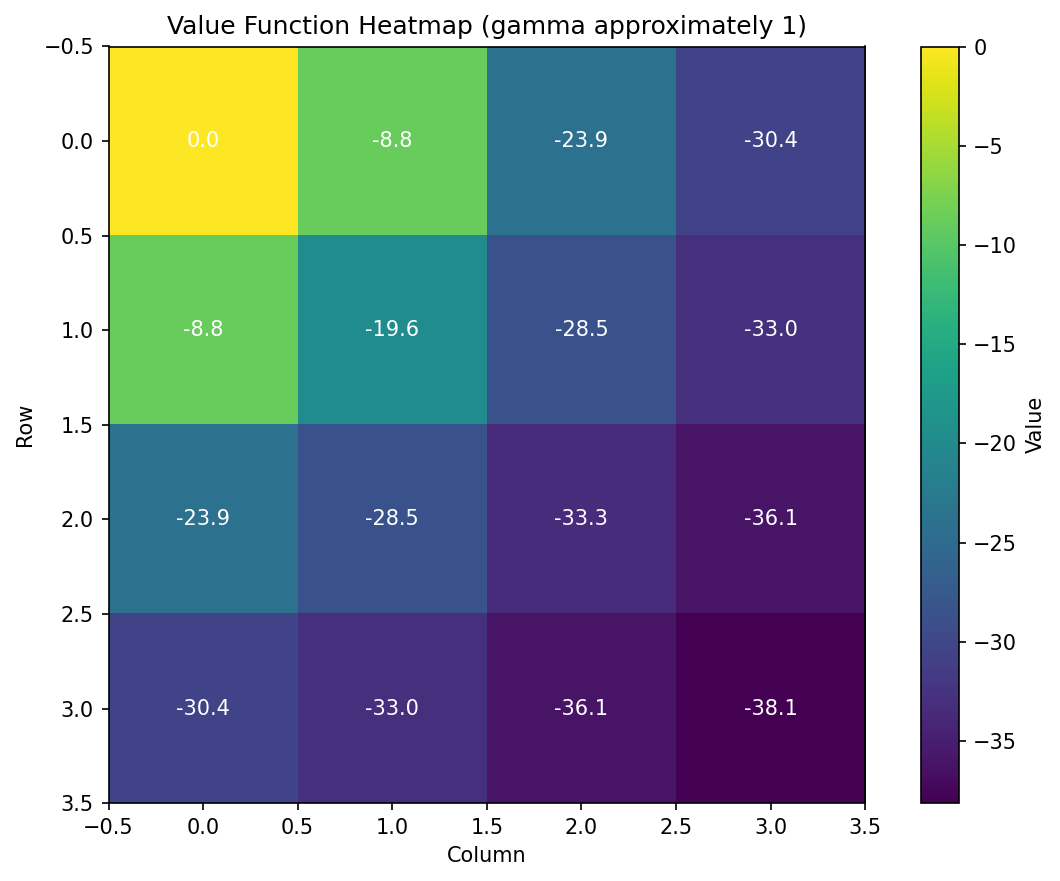 Value Function Heatmap (gamma approximately 1)
−0.5
0.0
0.5
1.0
1.5
2.0
2.5
3.0
3.5
Row
0.0 -8.8 -23.9 -30.4
-8.8 -19.6 -28.5 -33.0
-23.9 -28.5 -33.3 -36.1
-30.4 -33.0 -36.1 -38.1
−0.5 0.0 0.5 1.0 1.5 2.0 2.5 3.0 3.5
Column
0
−5
−10
−15
−20
−25
−30
−35
Value